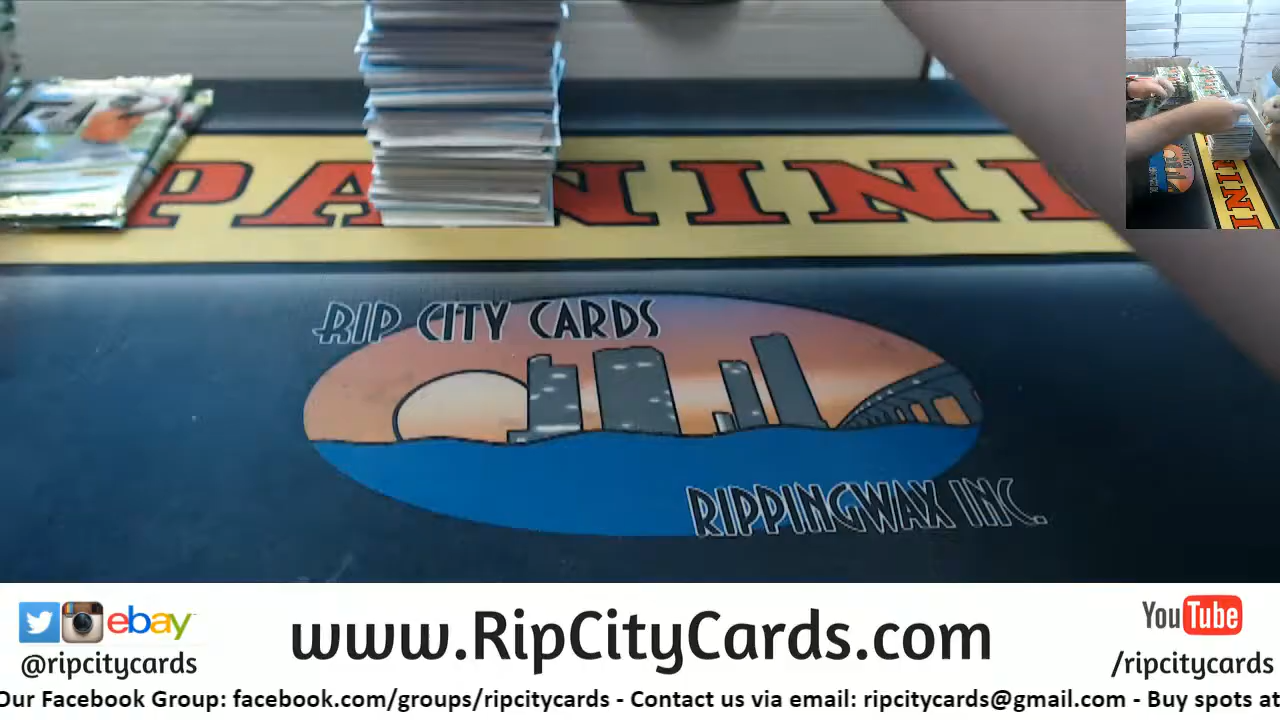 PANINI
RIP CITY CARDS
RIPPINGWAX INC.
ebay
@ripcitycards
www.RipCityCards.com
YouTube
/ripcitycards
Our Facebook Group: facebook.com/groups/ripcitycards - Contact us via email: ripcitycards@gmail.com - Buy spots at